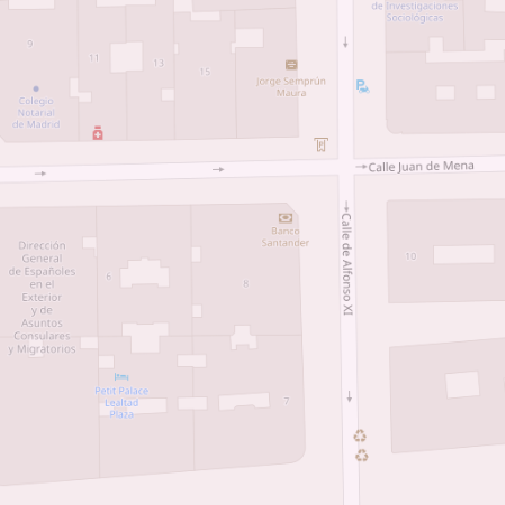 de Investigaciones
Sociológicas
9
11
13
15
Jorge Semprún
Maura
Colegio
Notarial
de Madrid
P
Calle Juan de Mena
Banco
Santander
Calle de Alfonso XI
Dirección
General
de Españoles
en el
Exterior
y de
Asuntos
Consulares
y Migratorios
6
8
10
Petit Palace
Lealtad
Plaza
7